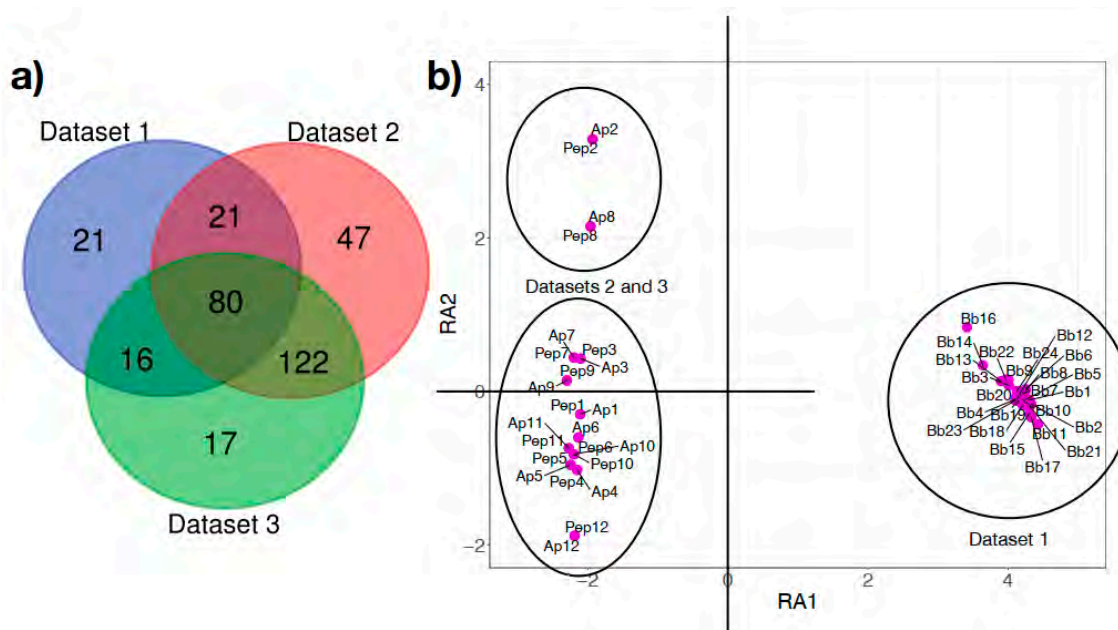 a)
Dataset 1
Dataset 2
21
21
47
80
16
122
17
Dataset 3
b)
4
Ap2
Pep2
Ap8
2
Pep8
Datasets 2 and 3
RA2
Ap7
Pep7
Pep3
Pep9
Ap3
Ap9
0
Pep1
Ap1
Ap6
Ap11
Pep11
Pep6
Ap10
Pep5
Pep10
Ap5
Pep4
Ap4
Pep12
Ap12
−2
Bb16
Bb12
Bb14
Bb22
Bb24
Bb6
Bb13
Bb9
Bb8
Bb5
Bb3
Bb7
Bb1
Bb20
Bb4
Bb19
Bb10
Bb2
Bb23
Bb18
Bb11
Bb21
Bb15
Bb17
Dataset 1
−2
0
2
4
RA1